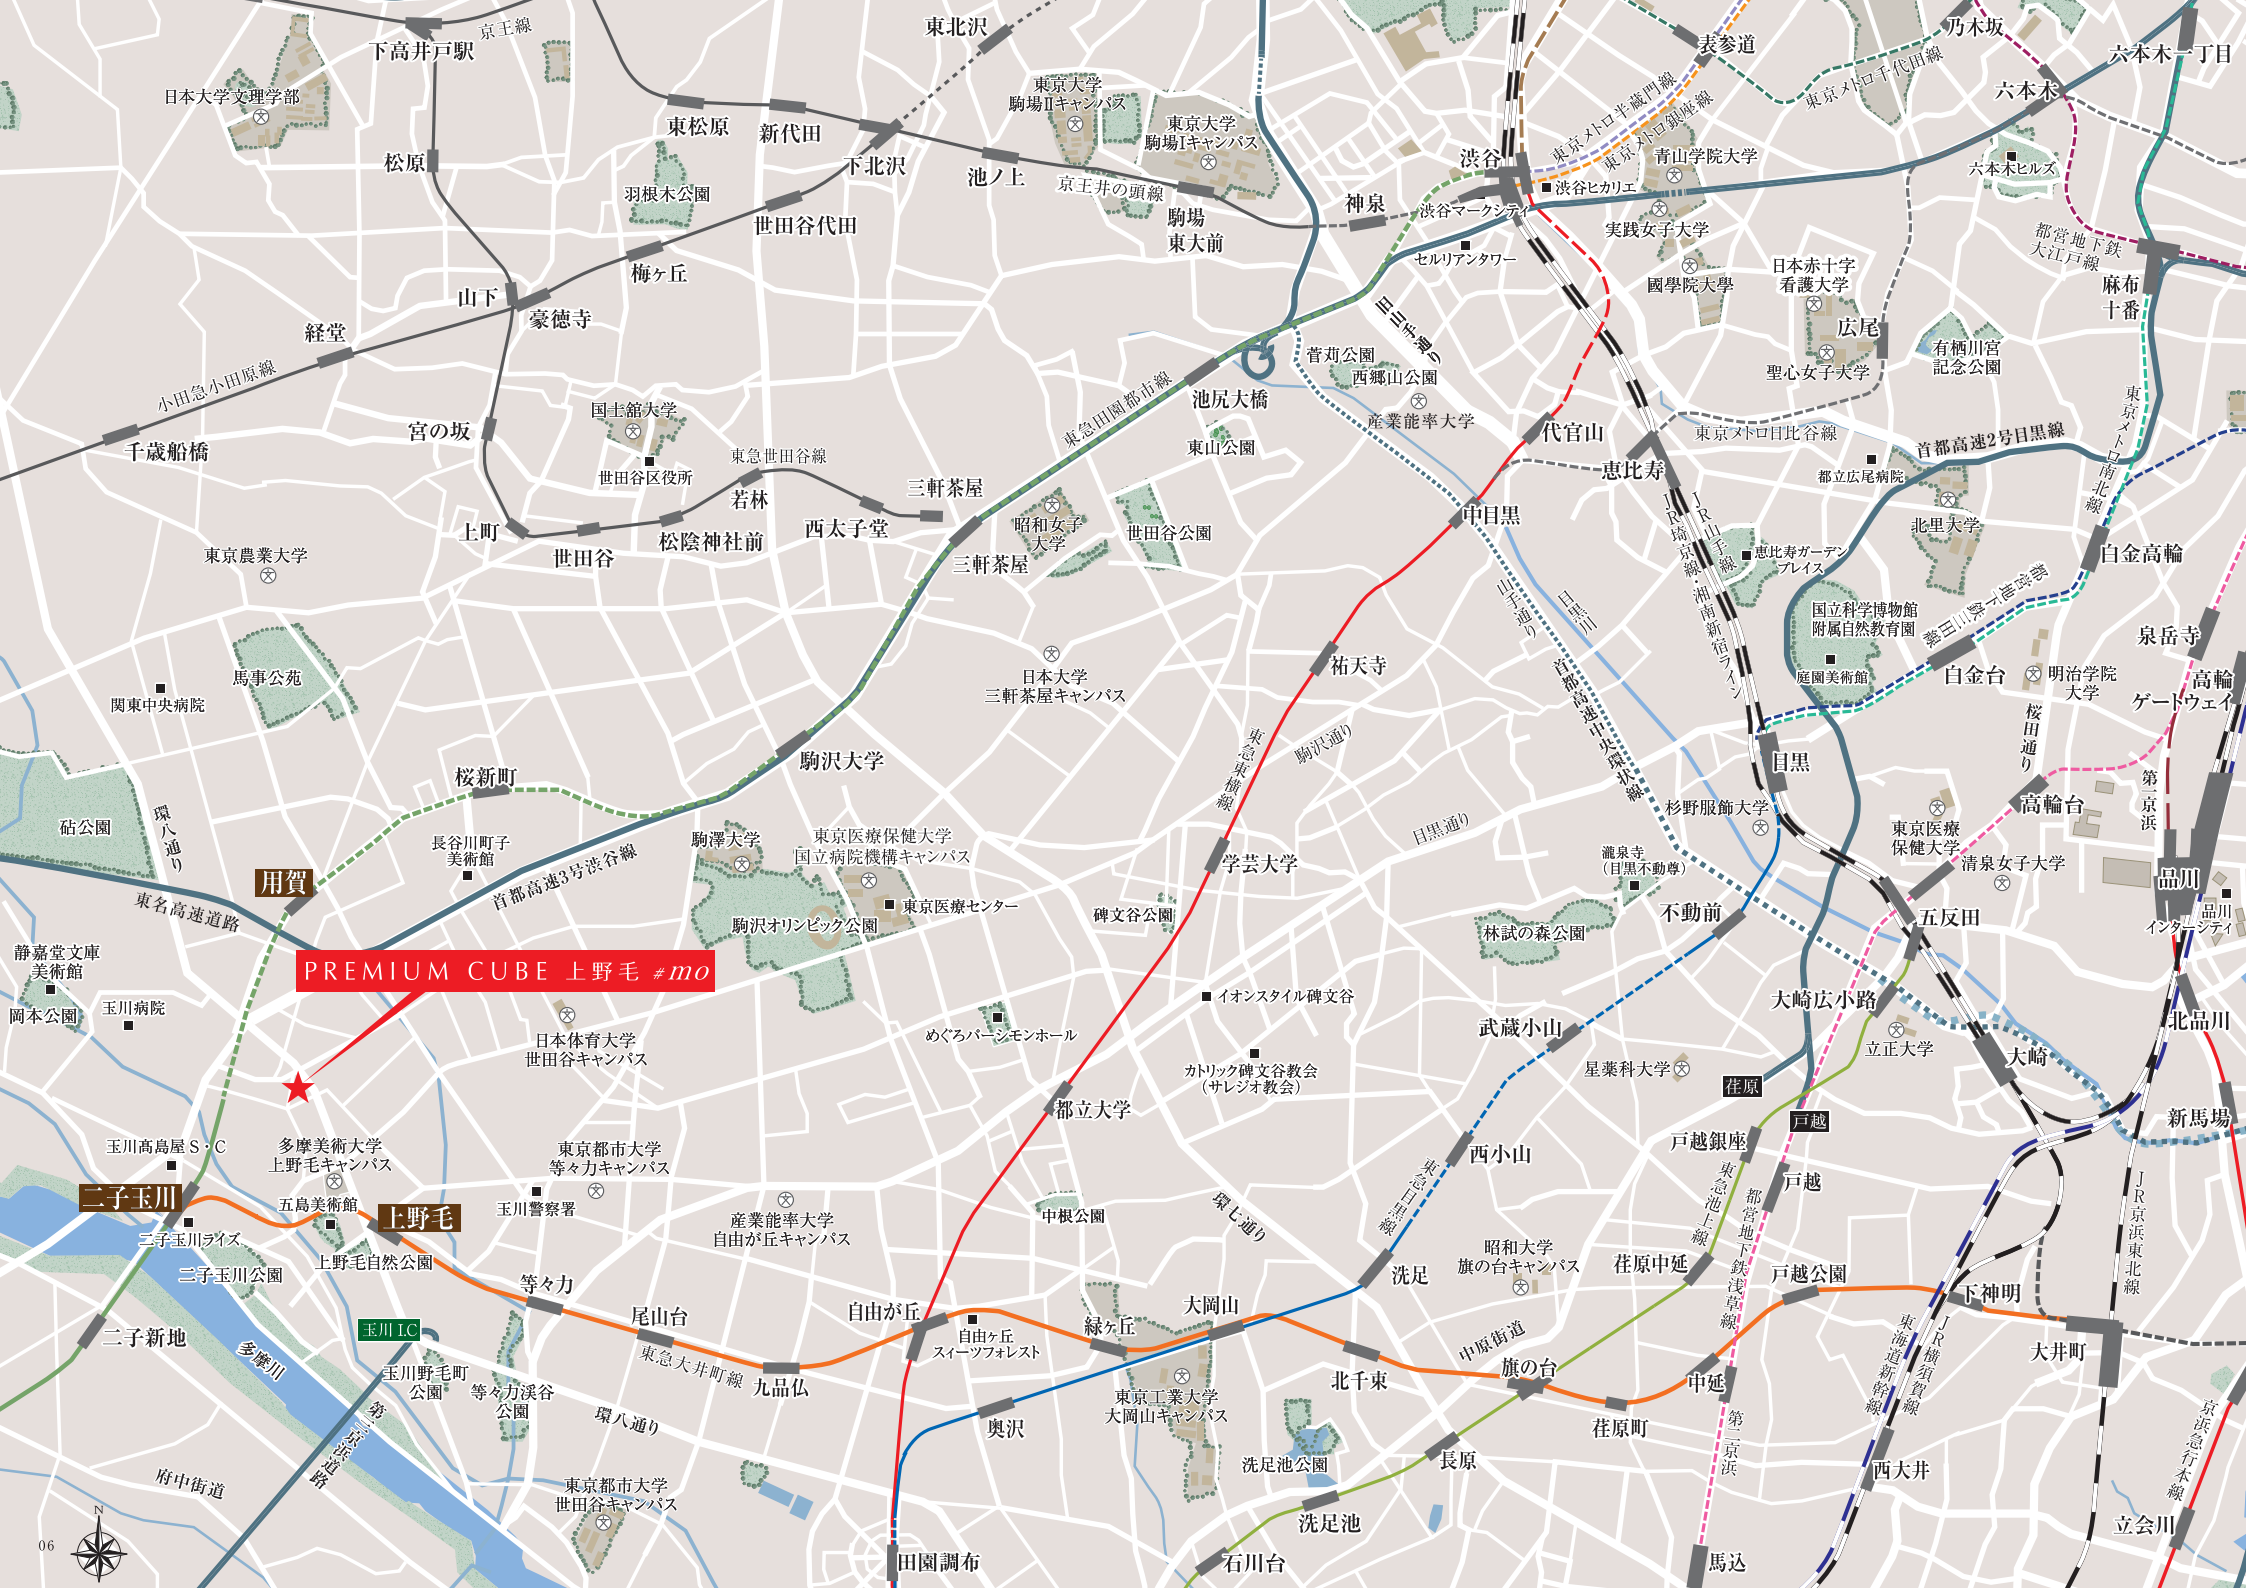 下高井戸駅
京王線
東北沢
日本大学文理学部
松原
東松原
新代田
下北沢
池ノ上
東京大学
駒場Ⅱキャンパス
東京大学
駒場Ⅰキャンパス
京王井の頭線
駒場
東大前
神泉
渋谷
渋谷マークシティ
渋谷ヒカリエ
セルリアンタワー
表参道
東京メトロ半蔵門線
東京メトロ銀座線
東京メトロ千代田線
青山学院大学
実践女子大学
國學院大學
乃木坂
六本木一丁目
六本木
六本木ヒルズ
都営地下鉄
大江戸線
麻布
十番
日本赤十字
看護大学
広尾
聖心女子大学
有栖川宮
記念公園
羽根木公園
世田谷代田
梅ヶ丘
山下
豪徳寺
経堂
小田急小田原線
千歳船橋
宮の坂
国士舘大学
世田谷区役所
東急世田谷線
若林
上町
世田谷
松陰神社前
西太子堂
三軒茶屋
三軒茶屋
昭和女子
大学
世田谷公園
東山公園
池尻大橋
東急田園都市線
旧山手通り
菅刈公園
西郷山公園
産業能率大学
代官山
恵比寿
東京メトロ日比谷線
首都高速2号目黒線
都立広尾病院
東京メトロ南北線
北里大学
白金高輪
中目黒
JR埼京線・湘南新宿ライン
JR山手線
恵比寿ガーデン
プレイス
国立科学博物館
附属自然教育園
庭園美術館
都営地下鉄三田線
白金台
泉岳寺
明治学院
大学
高輪
ゲートウェイ
桜田通り
第一京浜
東京農業大学
馬事公苑
関東中央病院
日本大学
三軒茶屋キャンパス
祐天寺
山手通り
目黒川
首都高速中央環状線
駒沢通り
東急東横線
目黒
駒沢大学
桜新町
砧公園
環八通り
長谷川町子
美術館
首都高速3号渋谷線
駒澤大学
東京医療保健大学
国立病院機構キャンパス
駒沢オリンピック公園
東京医療センター
学芸大学
目黒通り
杉野服飾大学
瀧泉寺
（目黒不動尊）
高輪台
東京医療
保健大学
清泉女子大学
品川
品川
インターシティ
用賀
東名高速道路
碑文谷公園
林試の森公園
不動前
五反田
静嘉堂文庫
美術館
岡本公園
玉川病院
PREMIUM CUBE 上野毛 #mo
日本体育大学
世田谷キャンパス
めぐろパーシモンホール
イオンスタイル碑文谷
カトリック碑文谷教会
（サレジオ教会）
武蔵小山
大崎広小路
立正大学
星薬科大学
大崎
北品川
荏原
戸越
新馬場
都立大学
玉川髙島屋S・C
多摩美術大学
上野毛キャンパス
東京都市大学
等々力キャンパス
戸越銀座
西小山
東急目黒線
東急池上線
都営地下鉄浅草線
戸越
JR京浜東北線
二子玉川
五島美術館
上野毛
玉川警察署
産業能率大学
自由が丘キャンパス
中根公園
環七通り
二子玉川ライズ
上野毛自然公園
二子玉川公園
昭和大学
旗の台キャンパス
洗足
荏原中延
戸越公園
下神明
等々力
尾山台
自由が丘
大岡山
緑ヶ丘
自由ヶ丘
スイーツフォレスト
二子新地
玉川 I.C
多摩川
東急大井町線
九品仏
中原街道
旗の台
東海道新幹線
JR横須賀線
大井町
玉川野毛町
公園
等々力渓谷
公園
北千束
中延
東京工業大学
大岡山キャンパス
第三京浜道路
環八通り
奥沢
荏原町
第二京浜
京浜急行本線
府中街道
洗足池公園
長原
西大井
東京都市大学
世田谷キャンパス
洗足池
立会川
N
06
田園調布
石川台
馬込